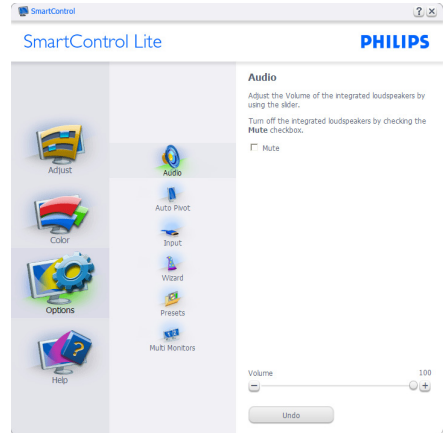 SmartControl
SmartControl Lite
PHILIPS
Adjust
Color
Options
Help
Audio
Auto Pivot
Input
Wizard
Presets
Multi Monitors
Audio
Adjust the Volume of the integrated loudspeakers by
using the slider.
Turn off the integrated loudspeakers by checking the
Mute checkbox.
Mute
Volume 100
Undo